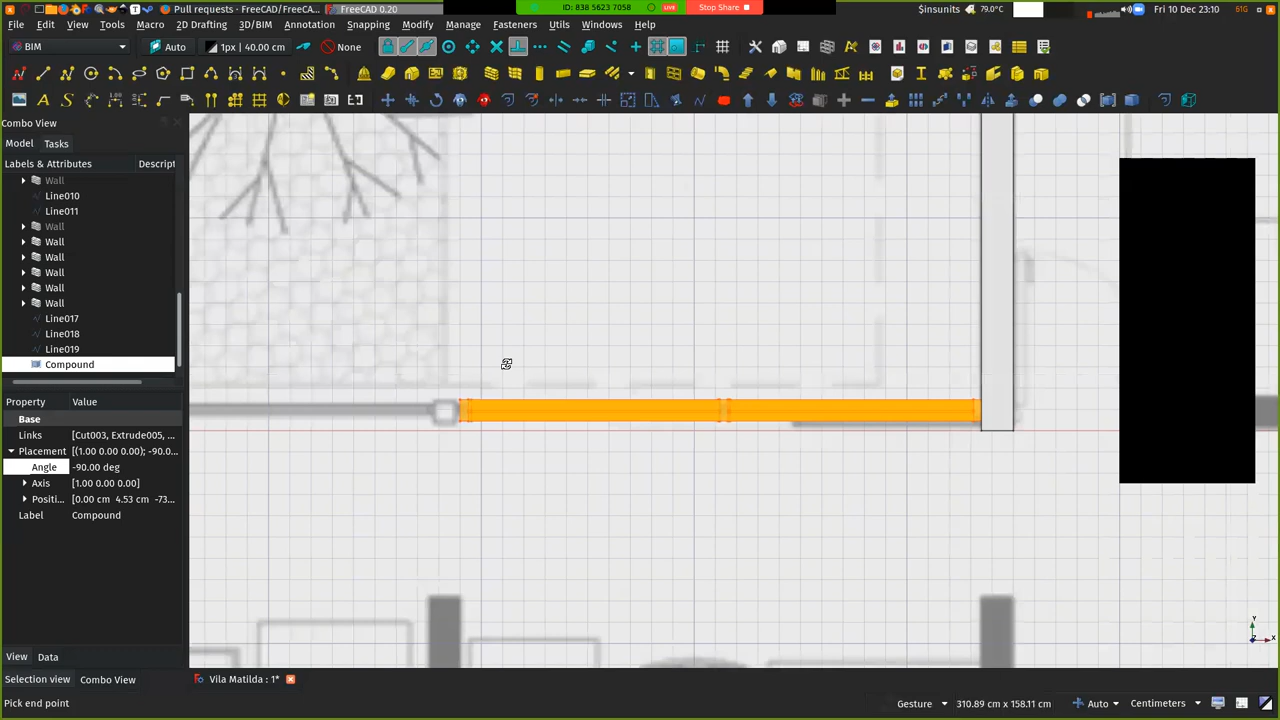 Pull requests · FreeCAD/FreeCA...
FreeCAD 0.20
ID: 838 5623 7058
LIVE
Stop Share
$insunits
79.0°C
Fri 10 Dec 23:10
51G
File
Edit
View
Tools
Macro
2D Drafting
3D/BIM
Annotation
Snapping
Modify
Manage
Fasteners
Utils
Windows
Help
BIM
Auto
1px | 40.00 cm
None
Combo View
Model
Tasks
Labels & Attributes
Descript
Wall
Line010
Line011
Wall
Wall
Wall
Wall
Wall
Wall
Line017
Line018
Line019
Compound
Property
Value
Base
Links
[Cut003, Extrude005, ...
Placement
[(1.00 0.00 0.00); -90.0...
Angle
-90.00 deg
Axis
[1.00 0.00 0.00]
Positi...
[0.00 cm 4.53 cm -73...
Label
Compound
View
Data
Selection view
Combo View
Vila Matilda : 1*
Pick end point
Gesture
310.89 cm x 158.11 cm
Auto
Centimeters
Y
Z
X